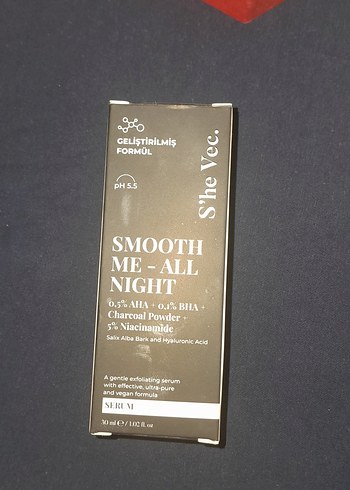 GELİŞTİRİLMİŞ
FORMÜL
pH 5.5
S'he Vec.
SMOOTH
ME - ALL
NIGHT
0,5% AHA + 0,1% BHA +
Charcoal Powder +
5% Niacinamide
Salix Alba Bark and Hyaluronic Acid
A gentle exfoliating serum
with effective, ultra-pure
and vegan formula
SERUM
30 ml ℮ / 1.02 fl. oz